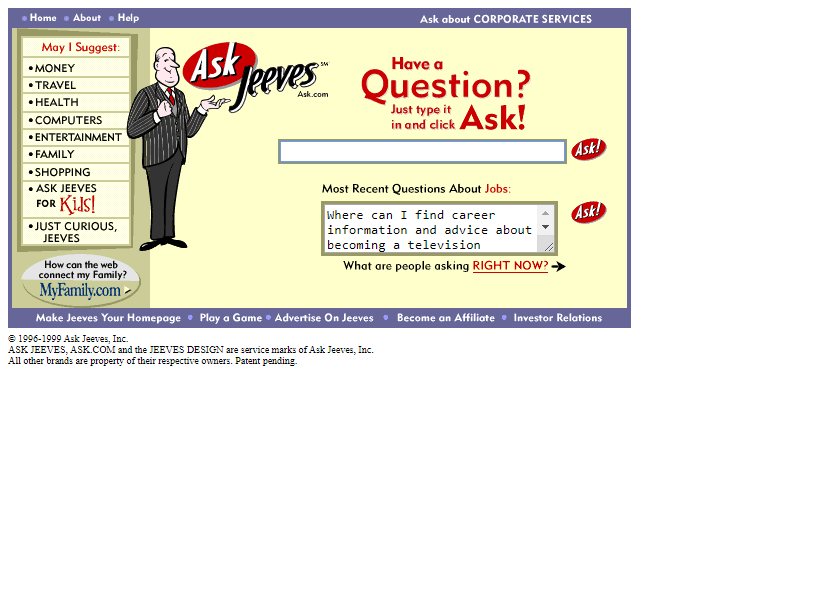 Home About Help
Ask about CORPORATE SERVICES
May I Suggest:
•MONEY
•TRAVEL
•HEALTH
•COMPUTERS
•ENTERTAINMENT
•FAMILY
•SHOPPING
•ASK JEEVES
FOR Kids!
•JUST CURIOUS,
JEEVES
How can the web
connect my Family?
MyFamily.com
Ask
Jeeves℠
Ask.com
Have a
Question?
Just type it
in and click Ask!
Ask!
Most Recent Questions About Jobs:
Where can I find career
information and advice about
becoming a television
Ask!
What are people asking RIGHT NOW?
Make Jeeves Your Homepage • Play a Game • Advertise On Jeeves • Become an Affiliate • Investor Relations
© 1996-1999 Ask Jeeves, Inc.
ASK JEEVES, ASK.COM and the JEEVES DESIGN are service marks of Ask Jeeves, Inc.
All other brands are property of their respective owners. Patent pending.